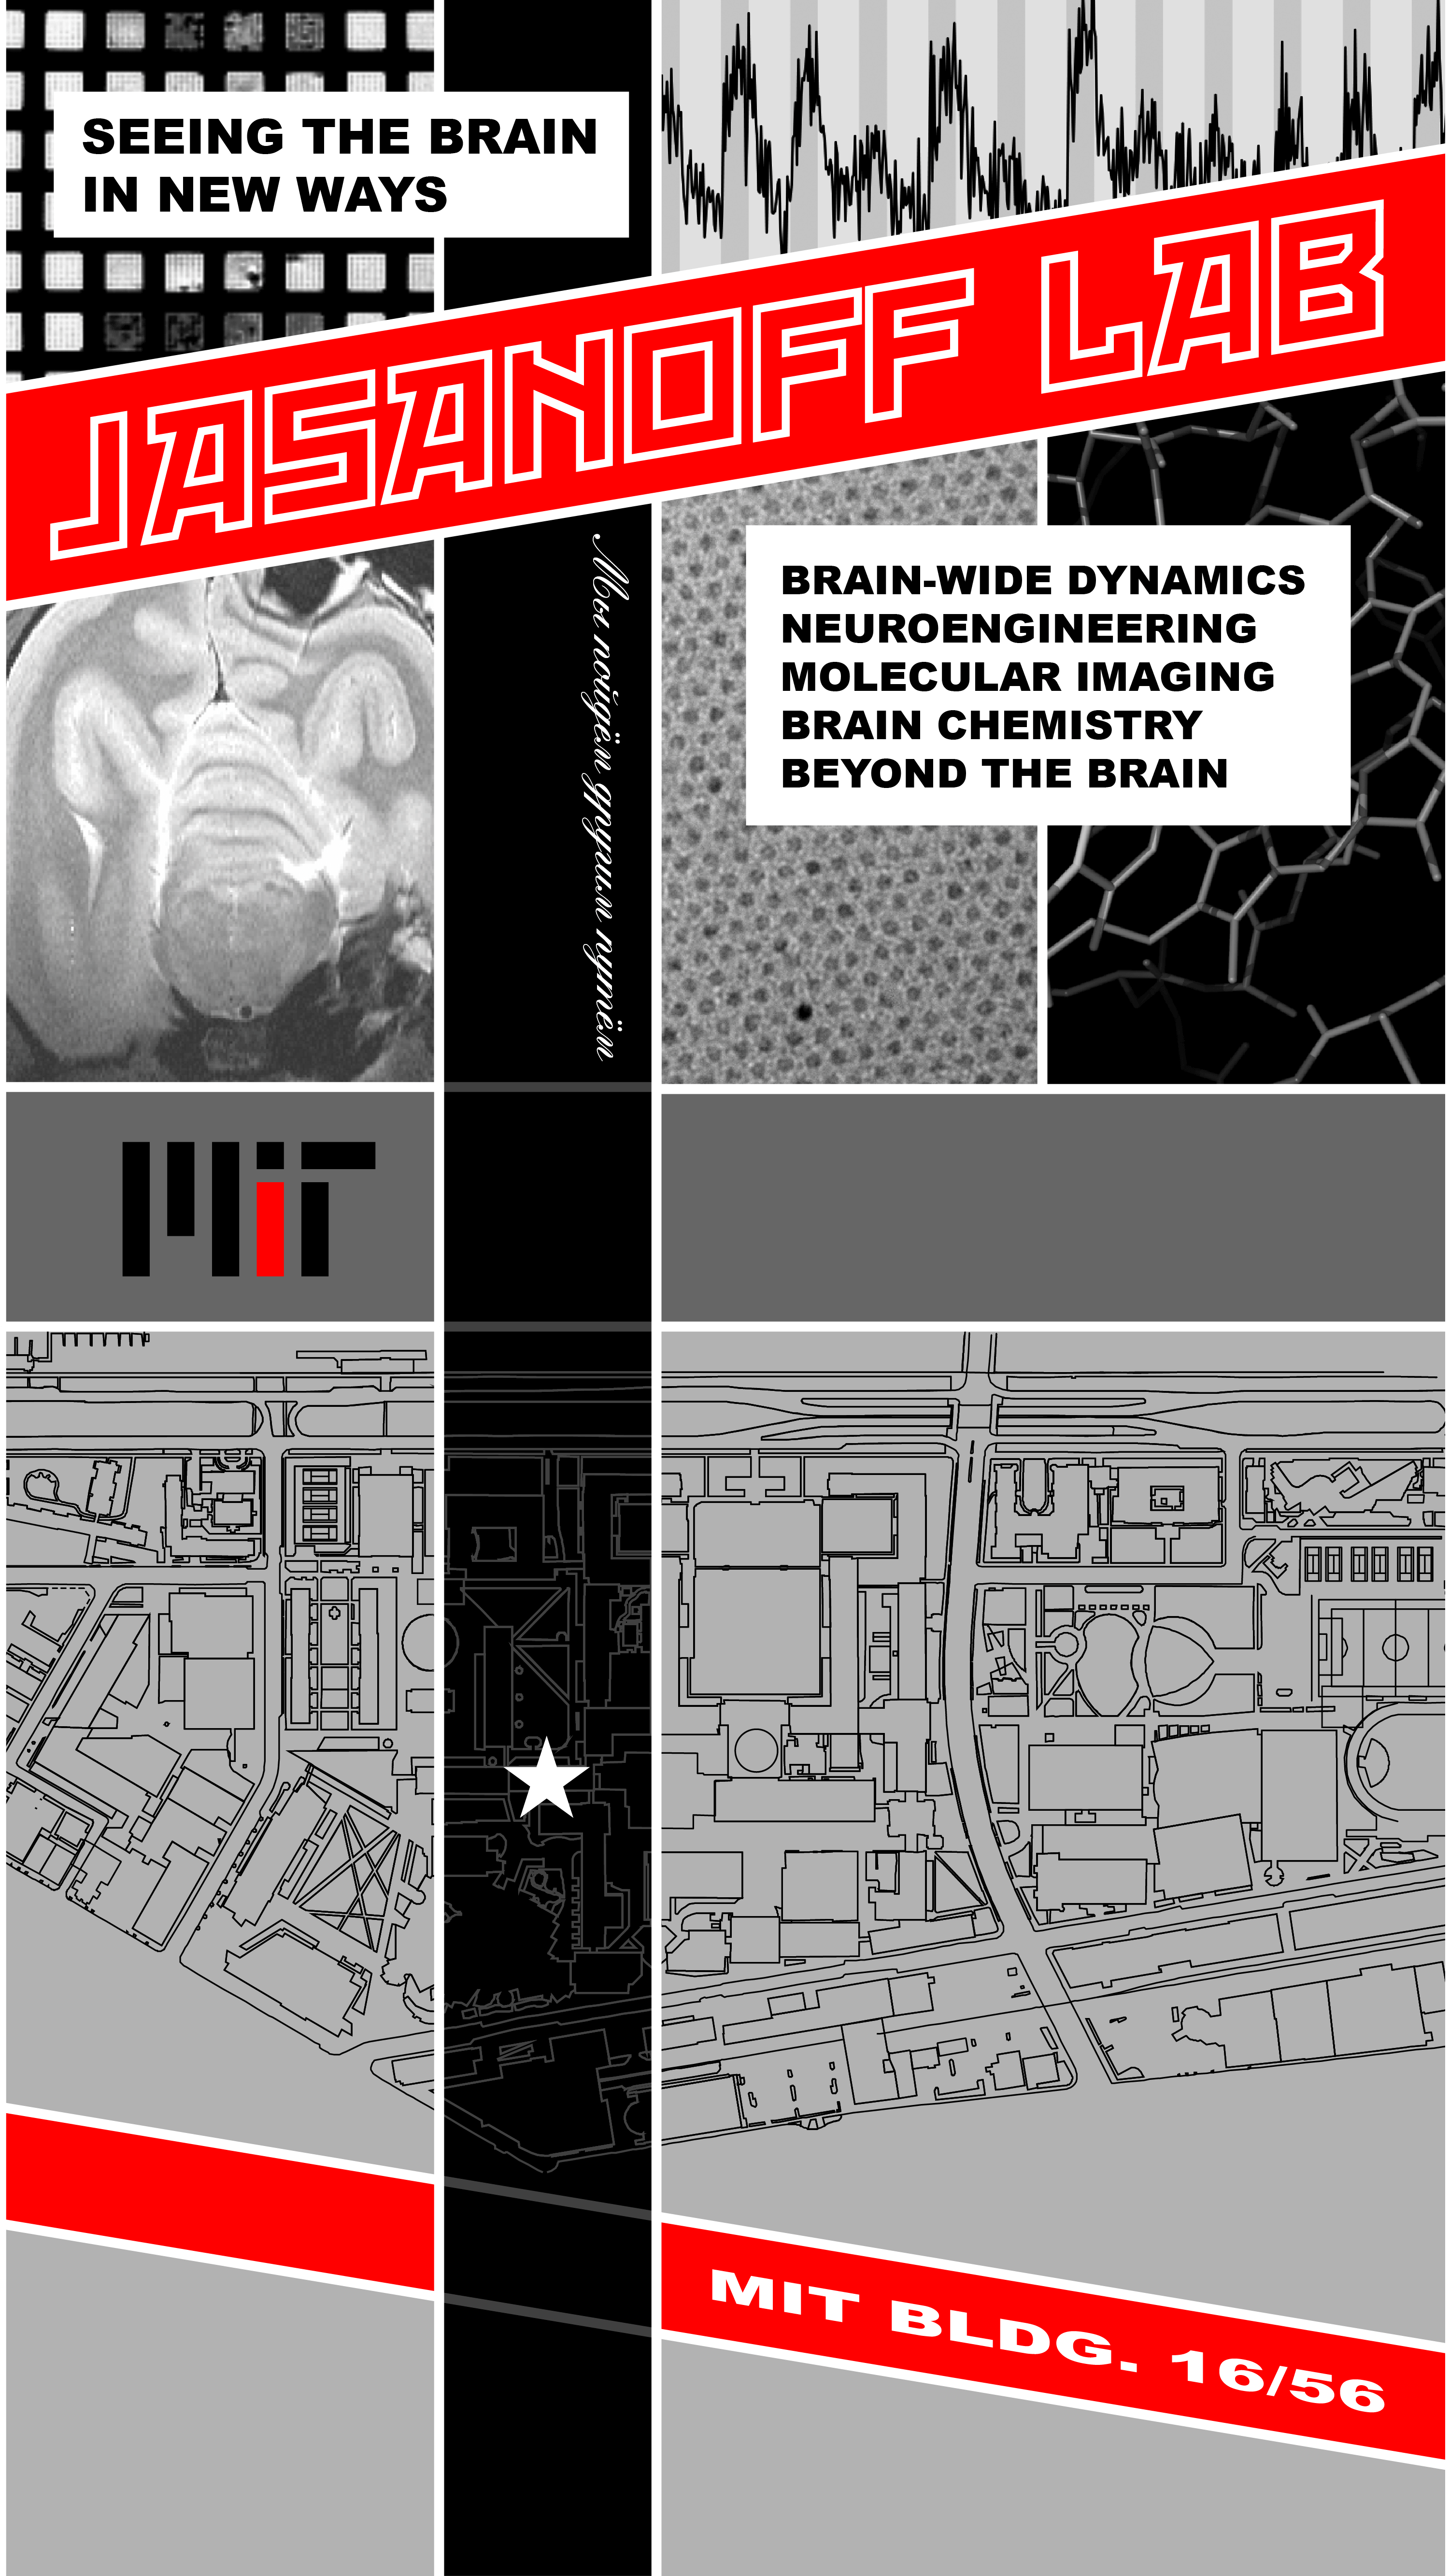 SEEING THE BRAIN
IN NEW WAYS
JASANOFF LAB
Мы пойдём другим путём
BRAIN-WIDE DYNAMICS
NEUROENGINEERING
MOLECULAR IMAGING
BRAIN CHEMISTRY
BEYOND THE BRAIN
MIT
MIT BLDG. 16/56